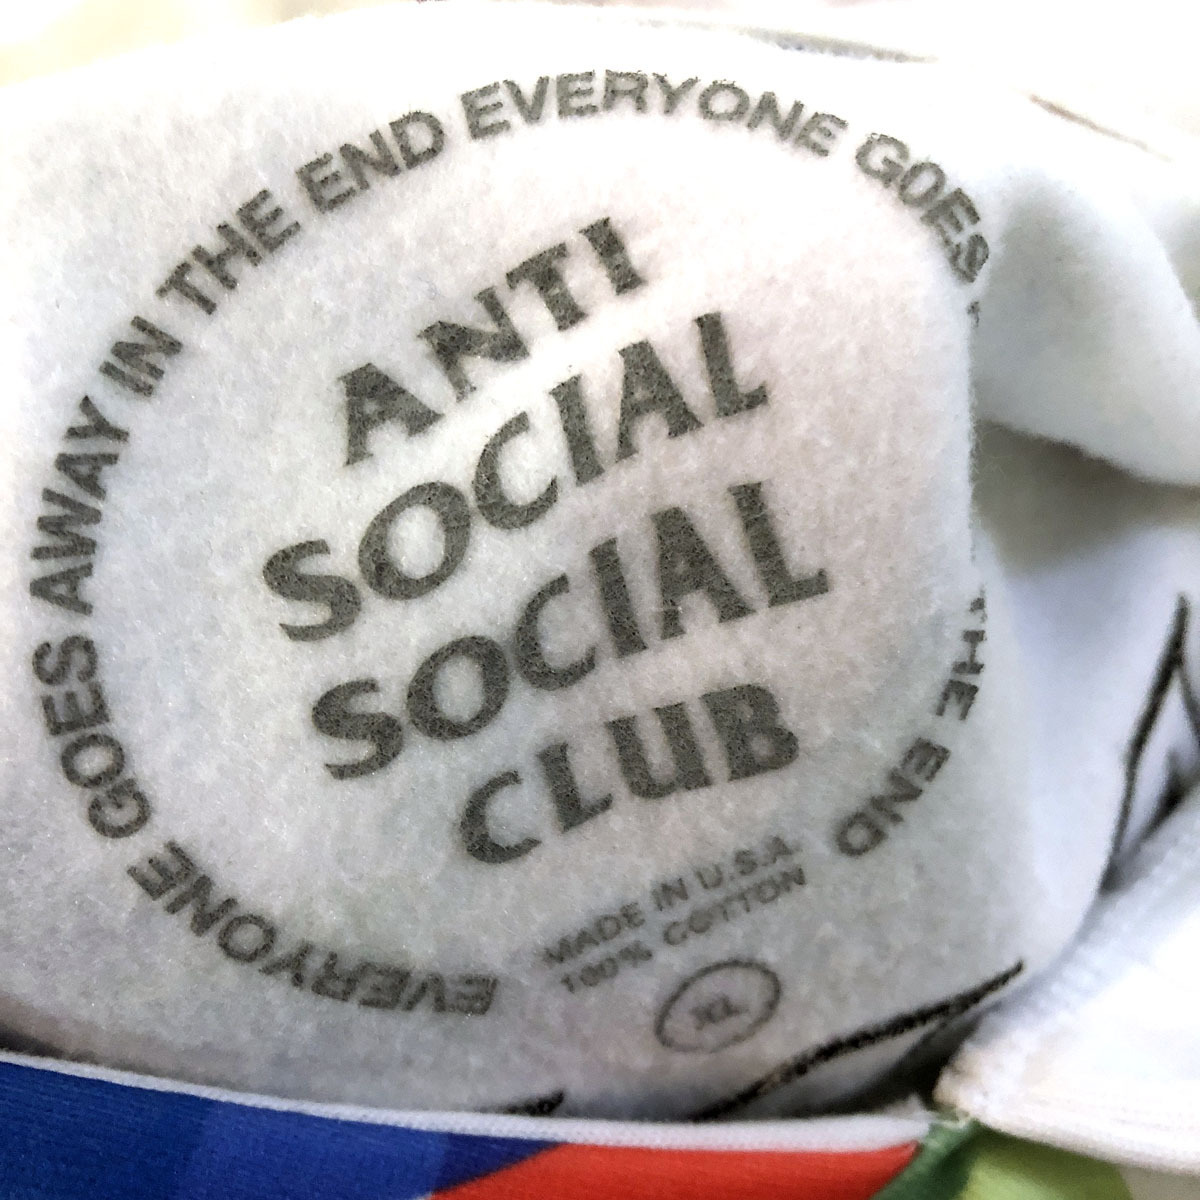 EVERYONE GOES AWAY IN THE END EVERYONE GOES
THE END
ANTI
SOCIAL
SOCIAL
CLUB
MADE IN U.S.A.
100% COTTON
XL